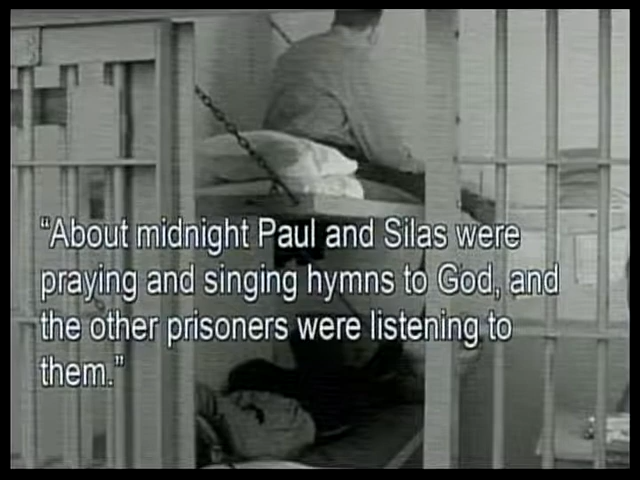 “About midnight Paul and Silas were
praying and singing hymns to God, and
the other prisoners were listening to
them.”